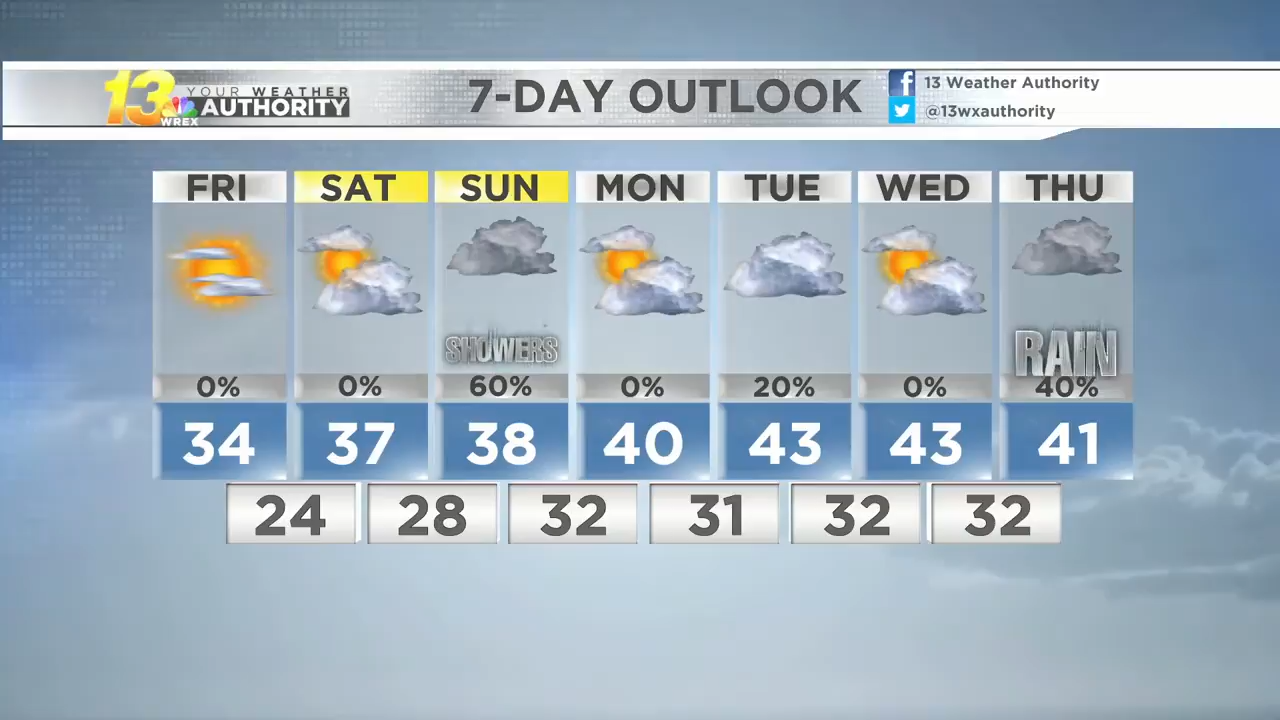 13 YOUR WEATHER
AUTHORITY
WREX
7-DAY OUTLOOK
f 13 Weather Authority
@13wxauthority
FRI SAT SUN MON TUE WED THU
SHOWERS RAIN
0% 0% 60% 0% 20% 0% 40%
34 37 38 40 43 43 41
24 28 32 31 32 32